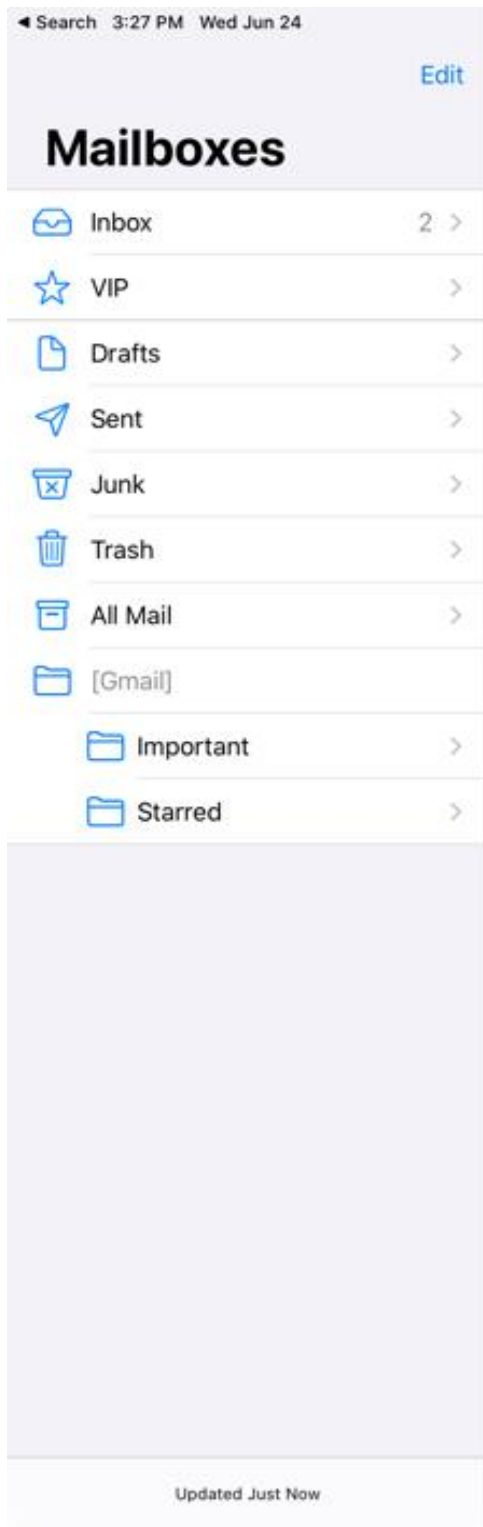 ◀ Search 3:27 PM Wed Jun 24
Edit
Mailboxes
Inbox 2
VIP
Drafts
Sent
Junk
Trash
All Mail
[Gmail]
Important
Starred
Updated Just Now